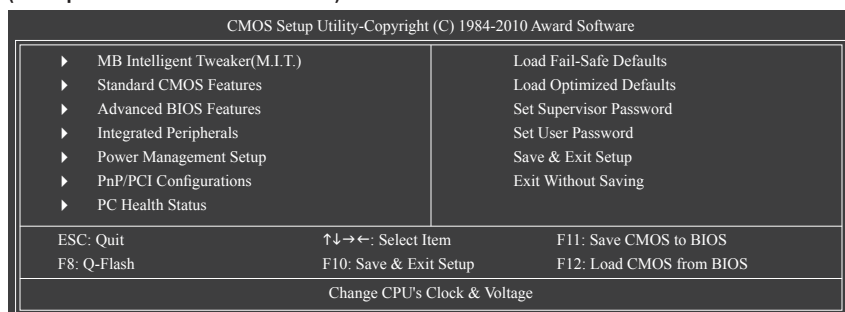 CMOS Setup Utility-Copyright (C) 1984-2010 Award Software
MB Intelligent Tweaker(M.I.T.)
Standard CMOS Features
Advanced BIOS Features
Integrated Peripherals
Power Management Setup
PnP/PCI Configurations
PC Health Status
Load Fail-Safe Defaults
Load Optimized Defaults
Set Supervisor Password
Set User Password
Save & Exit Setup
Exit Without Saving
ESC: Quit ↑↓→←: Select Item F11: Save CMOS to BIOS
F8: Q-Flash F10: Save & Exit Setup F12: Load CMOS from BIOS
Change CPU's Clock & Voltage